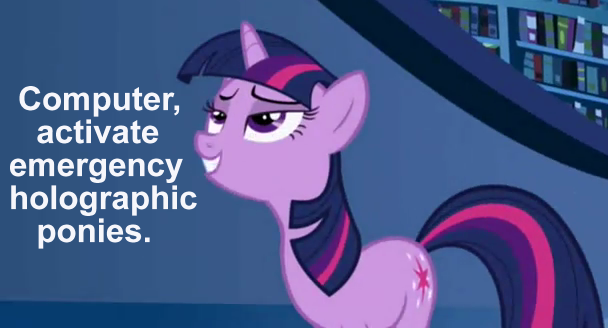 Computer,
activate
emergency
holographic
ponies.